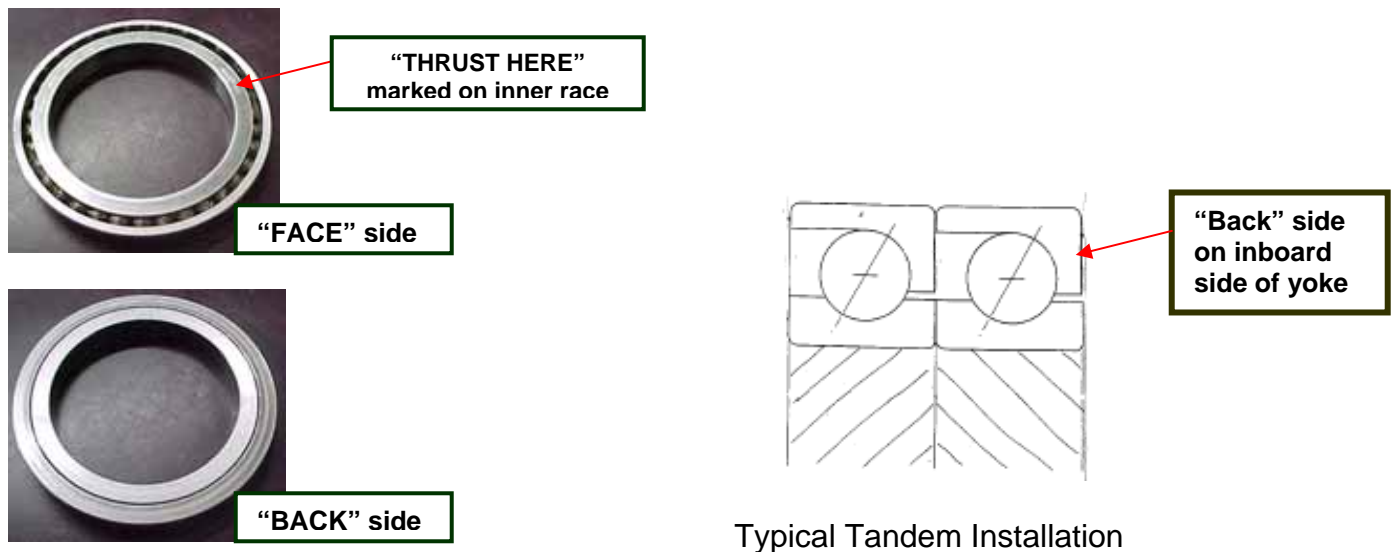 “THRUST HERE”
marked on inner race
“FACE” side
“Back” side
on inboard
side of yoke
“BACK” side
Typical Tandem Installation